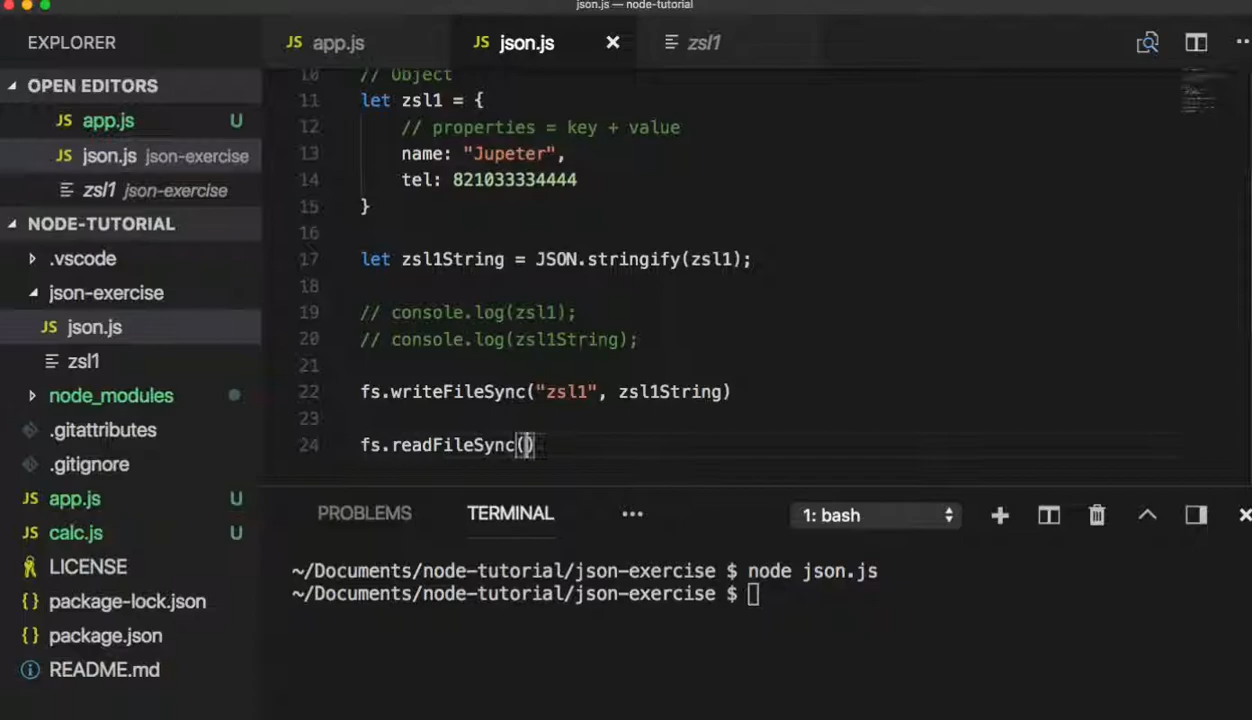 json.js — node-tutorial
EXPLORER
JS app.js
JS json.js
zsl1
OPEN EDITORS
JS app.js U
JS json.js json-exercise
zsl1 json-exercise
NODE-TUTORIAL
.vscode
json-exercise
JS json.js
zsl1
node_modules
.gitattributes
.gitignore
JS app.js U
JS calc.js U
LICENSE
{ } package-lock.json
{ } package.json
README.md
10 // Object
11 let zsl1 = {
12 // properties = key + value
13 name: "Jupeter",
14 tel: 821033334444
15 }
16
17 let zsl1String = JSON.stringify(zsl1);
18
19 // console.log(zsl1);
20 // console.log(zsl1String);
21
22 fs.writeFileSync("zsl1", zsl1String)
23
24 fs.readFileSync()
PROBLEMS TERMINAL ••• 1: bash
~/Documents/node-tutorial/json-exercise $ node json.js
~/Documents/node-tutorial/json-exercise $